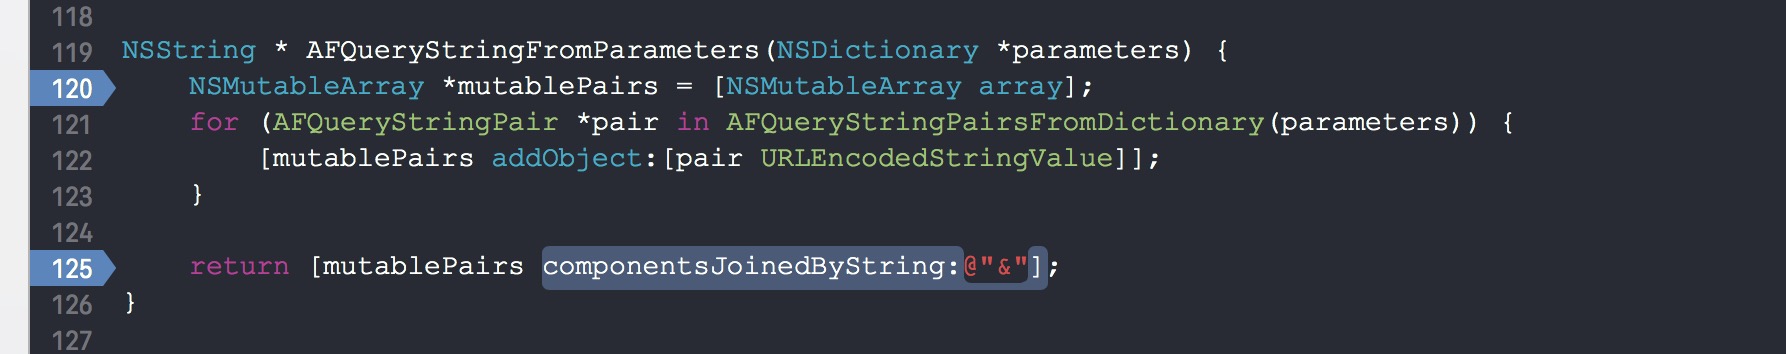 118
119 NSString * AFQueryStringFromParameters(NSDictionary *parameters) {
120 NSMutableArray *mutablePairs = [NSMutableArray array];
121 for (AFQueryStringPair *pair in AFQueryStringPairsFromDictionary(parameters)) {
122 [mutablePairs addObject:[pair URLEncodedStringValue]];
123 }
124
125 return [mutablePairs componentsJoinedByString:@"&"];
126 }
127